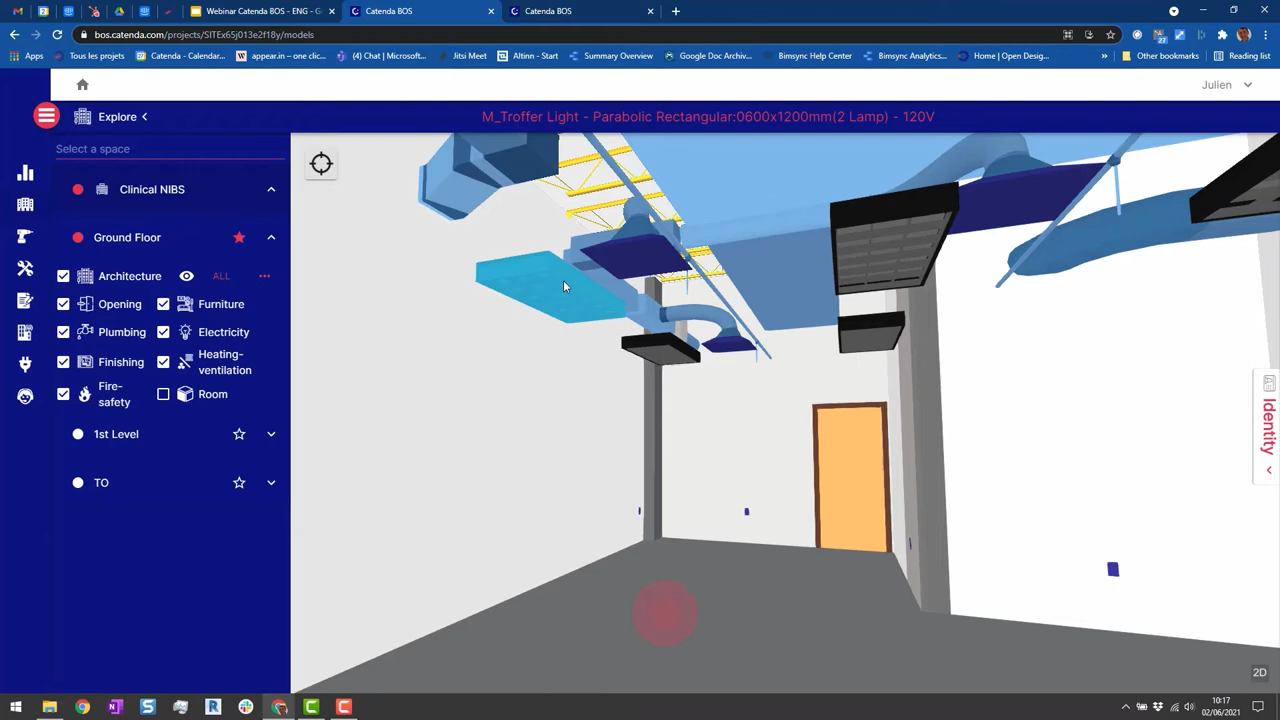 Webinar Catenda BOS - ENG - G
Catenda BOS
Catenda BOS
bos.catenda.com/projects/SITEx65j013e2f18y/models
Apps
Tous les projets
Catenda - Calendar...
appear.in – one clic...
(4) Chat | Microsoft...
Jitsi Meet
Altinn - Start
Summary Overview
Google Doc Archiv...
Bimsync Help Center
Bimsync Analytics...
Home | Open Desig...
»
Other bookmarks
Reading list
Julien
Explore
M_Troffer Light - Parabolic Rectangular:0600x1200mm(2 Lamp) - 120V
Select a space
Clinical NIBS
Ground Floor
Architecture
ALL
Opening
Furniture
Plumbing
Electricity
Finishing
Heating-
ventilation
Fire-
safety
Room
1st Level
TO
Identity
2D
10:17
02/06/2021